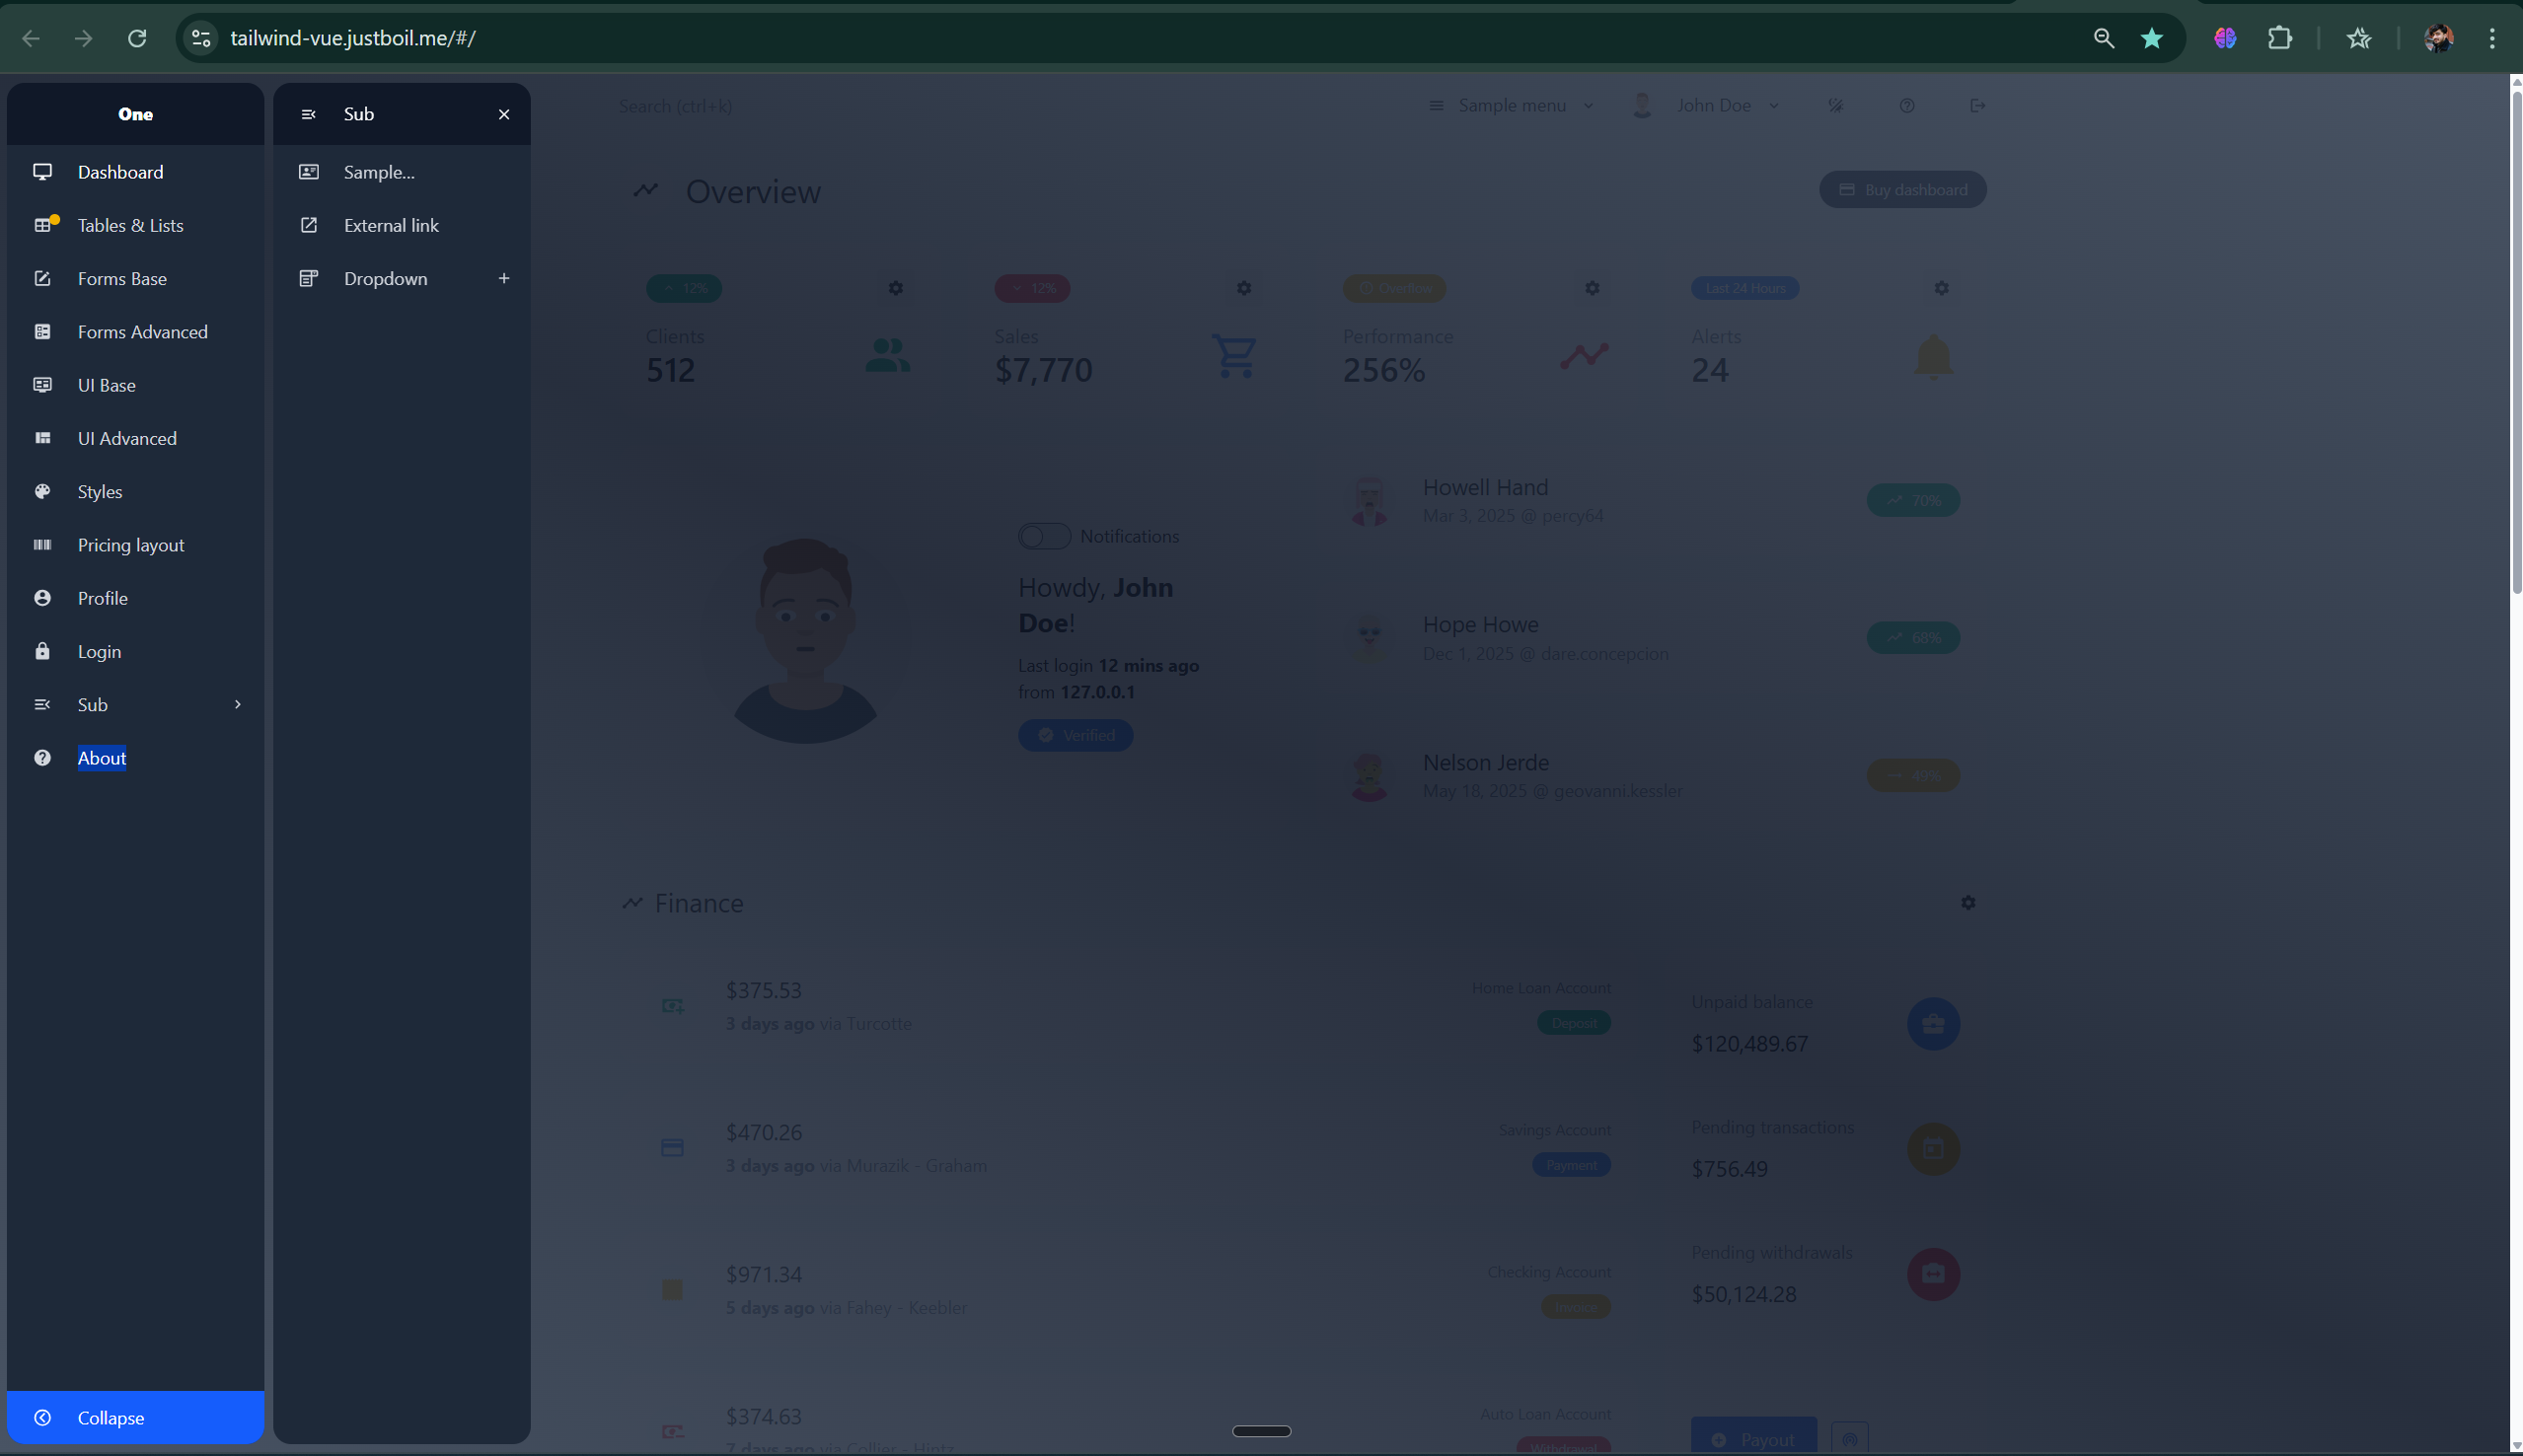 tailwind-vue.justboil.me/#/
One
Dashboard
Tables & Lists
Forms Base
Forms Advanced
UI Base
UI Advanced
Styles
Pricing layout
Profile
Login
Sub
About
Collapse
Sub
Sample...
External link
Dropdown
Search (ctrl+k)
Sample menu
John Doe
Overview
Buy dashboard
12%
Clients
512
12%
Sales
$7,770
Overflow
Performance
256%
Last 24 Hours
Alerts
24
Notifications
Howdy, John
Doe!
Last login 12 mins ago
from 127.0.0.1
Verified
Howell Hand
Mar 3, 2025 @ percy64
70%
Hope Howe
Dec 1, 2025 @ dare.concepcion
68%
Nelson Jerde
May 18, 2025 @ geovanni.kessler
49%
Finance
$375.53
3 days ago via Turcotte
Home Loan Account
Deposit
$470.26
3 days ago via Murazik - Graham
Savings Account
Payment
$971.34
5 days ago via Fahey - Keebler
Checking Account
Invoice
$374.63
7 days ago via Collier - Hintz
Auto Loan Account
Withdrawal
Unpaid balance
$120,489.67
Pending transactions
$756.49
Pending withdrawals
$50,124.28
Payout